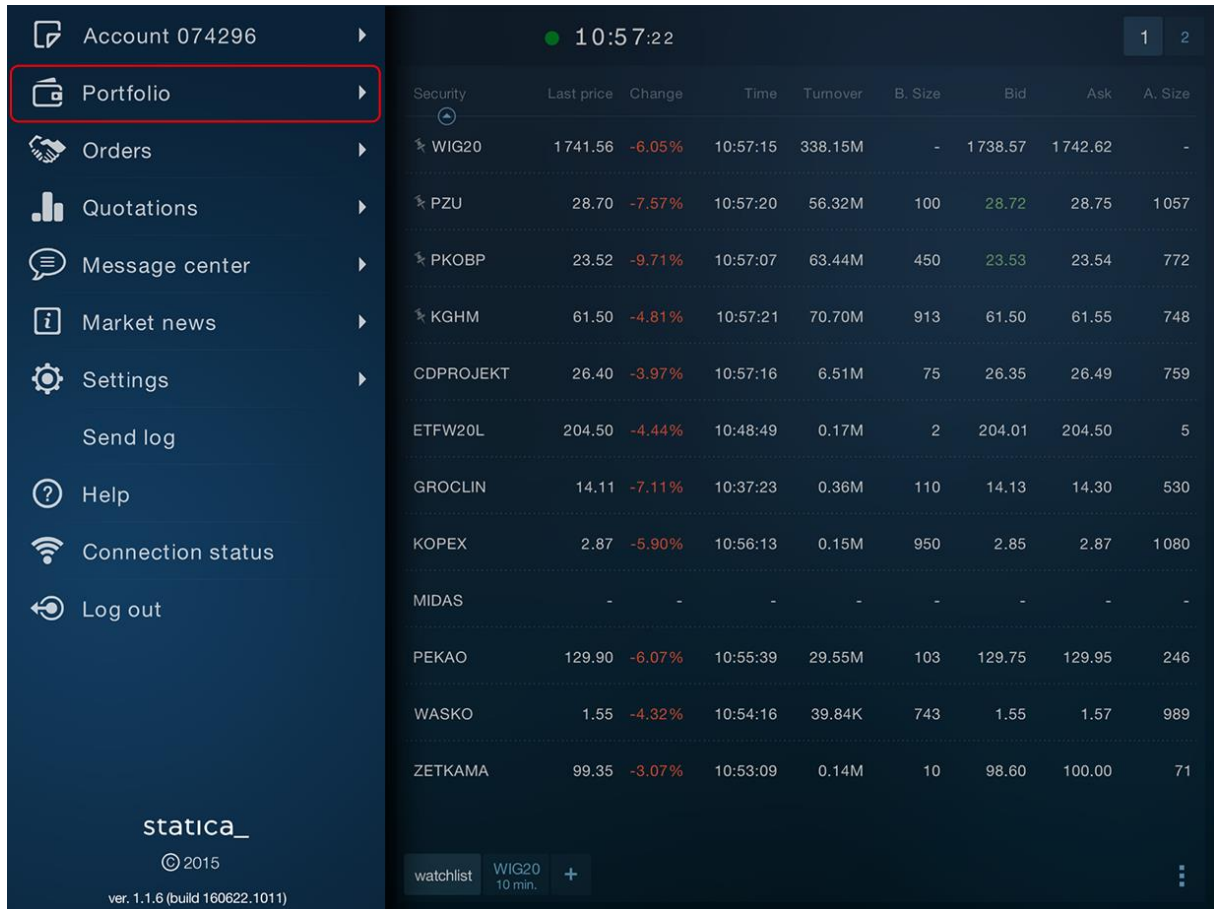 Account 074296
Portfolio
Orders
Quotations
Message center
Market news
Settings
Send log
Help
Connection status
Log out
statica_
© 2015
ver. 1.1.6 (build 160622.1011)
10:57:22
1 2
Security Last price Change Time Turnover B. Size Bid Ask A. Size
WIG20 1 741.56 -6.05% 10:57:15 338.15M - 1 738.57 1 742.62 -
PZU 28.70 -7.57% 10:57:20 56.32M 100 28.72 28.75 1 057
PKOBP 23.52 -9.71% 10:57:07 63.44M 450 23.53 23.54 772
KGHM 61.50 -4.81% 10:57:21 70.70M 913 61.50 61.55 748
CDPROJEKT 26.40 -3.97% 10:57:16 6.51M 75 26.35 26.49 759
ETFW20L 204.50 -4.44% 10:48:49 0.17M 2 204.01 204.50 5
GROCLIN 14.11 -7.11% 10:37:23 0.36M 110 14.13 14.30 530
KOPEX 2.87 -5.90% 10:56:13 0.15M 950 2.85 2.87 1 080
MIDAS - - - - - - - -
PEKAO 129.90 -6.07% 10:55:39 29.55M 103 129.75 129.95 246
WASKO 1.55 -4.32% 10:54:16 39.84K 743 1.55 1.57 989
ZETKAMA 99.35 -3.07% 10:53:09 0.14M 10 98.60 100.00 71
watchlist WIG20 +
10 min.